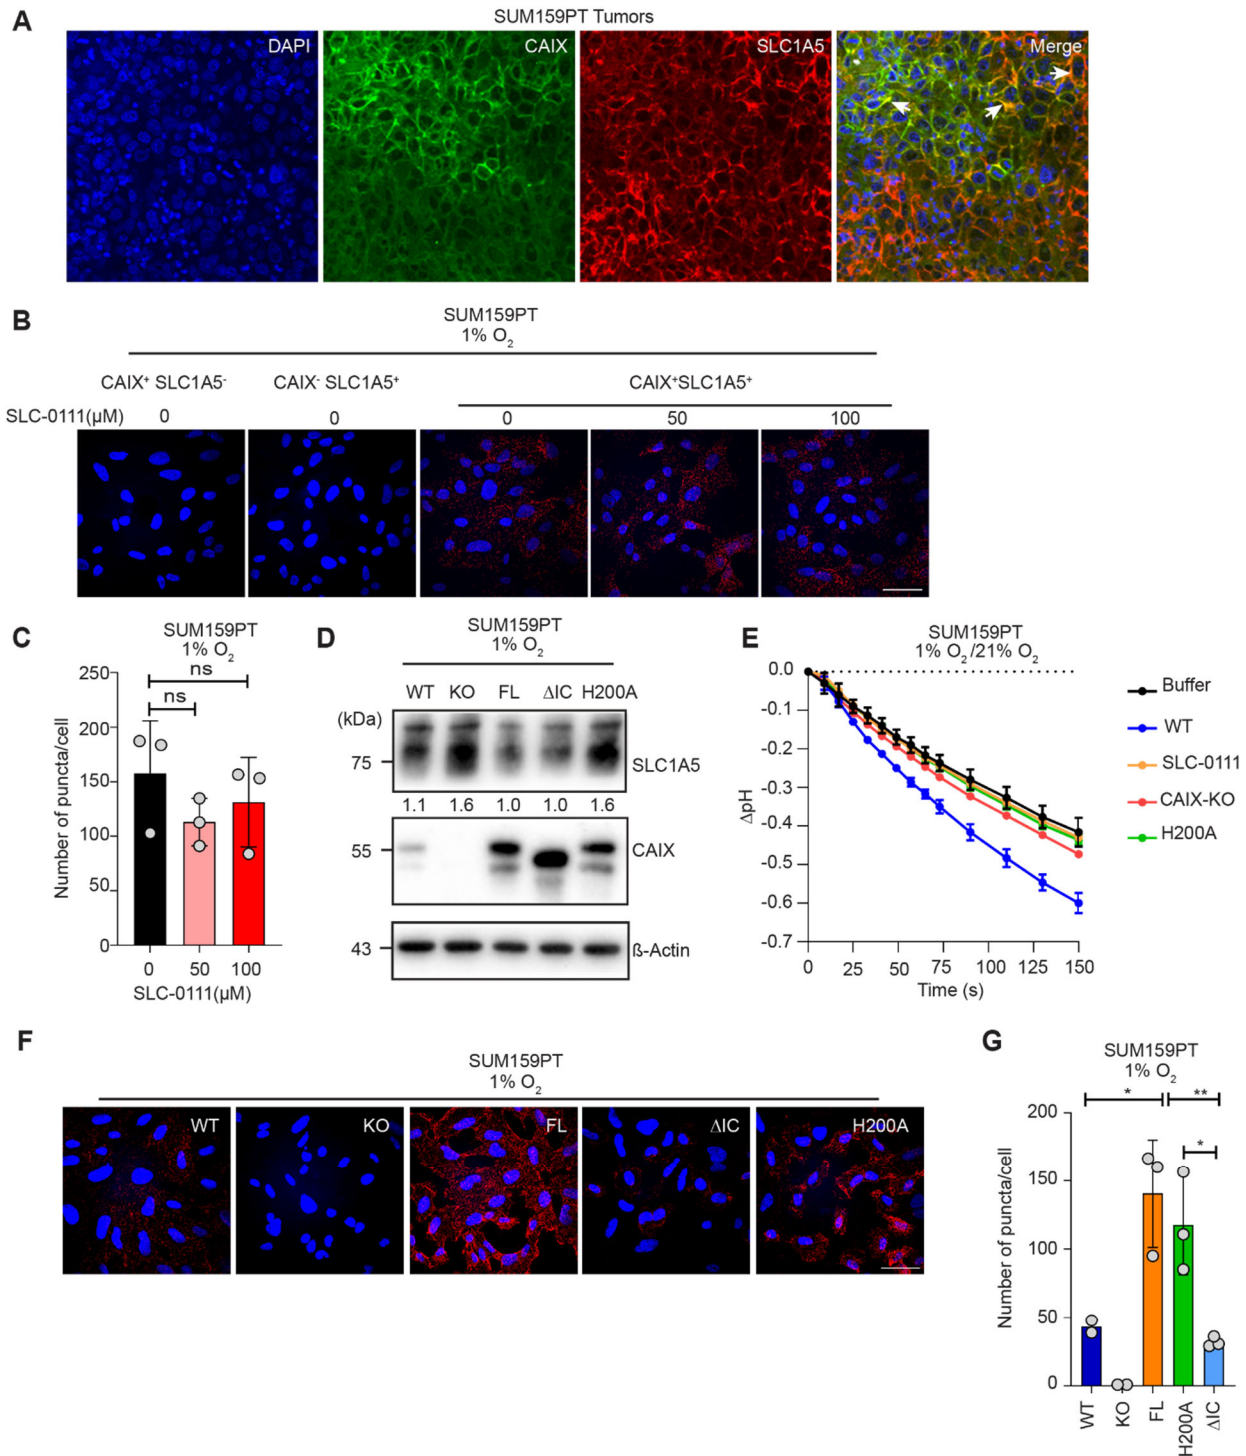 A
SUM159PT Tumors
DAPI
CAIX
SLC1A5
Merge
B
SUM159PT
1% O2
CAIX+ SLC1A5-
CAIX- SLC1A5+
CAIX+SLC1A5+
SLC-0111(µM) 0 0 0 50 100
C
SUM159PT
1% O2
ns
ns
Number of puncta/cell
250
200
150
100
50
0
0 50 100
SLC-0111(µM)
D
SUM159PT
1% O2
WT KO FL ΔIC H200A
(kDa)
75
SLC1A5
1.1 1.6 1.0 1.0 1.6
55
CAIX
43
ß-Actin
E
SUM159PT
1% O2/21% O2
ΔpH
0.0
-0.1
-0.2
-0.3
-0.4
-0.5
-0.6
-0.7
0 25 50 75 100 125 150
Time (s)
Buffer
WT
SLC-0111
CAIX-KO
H200A
F
SUM159PT
1% O2
WT
KO
FL
ΔIC
H200A
G
SUM159PT
1% O2
* **
*
Number of puncta/cell
200
150
100
50
0
WT
KO
FL
H200A
ΔIC